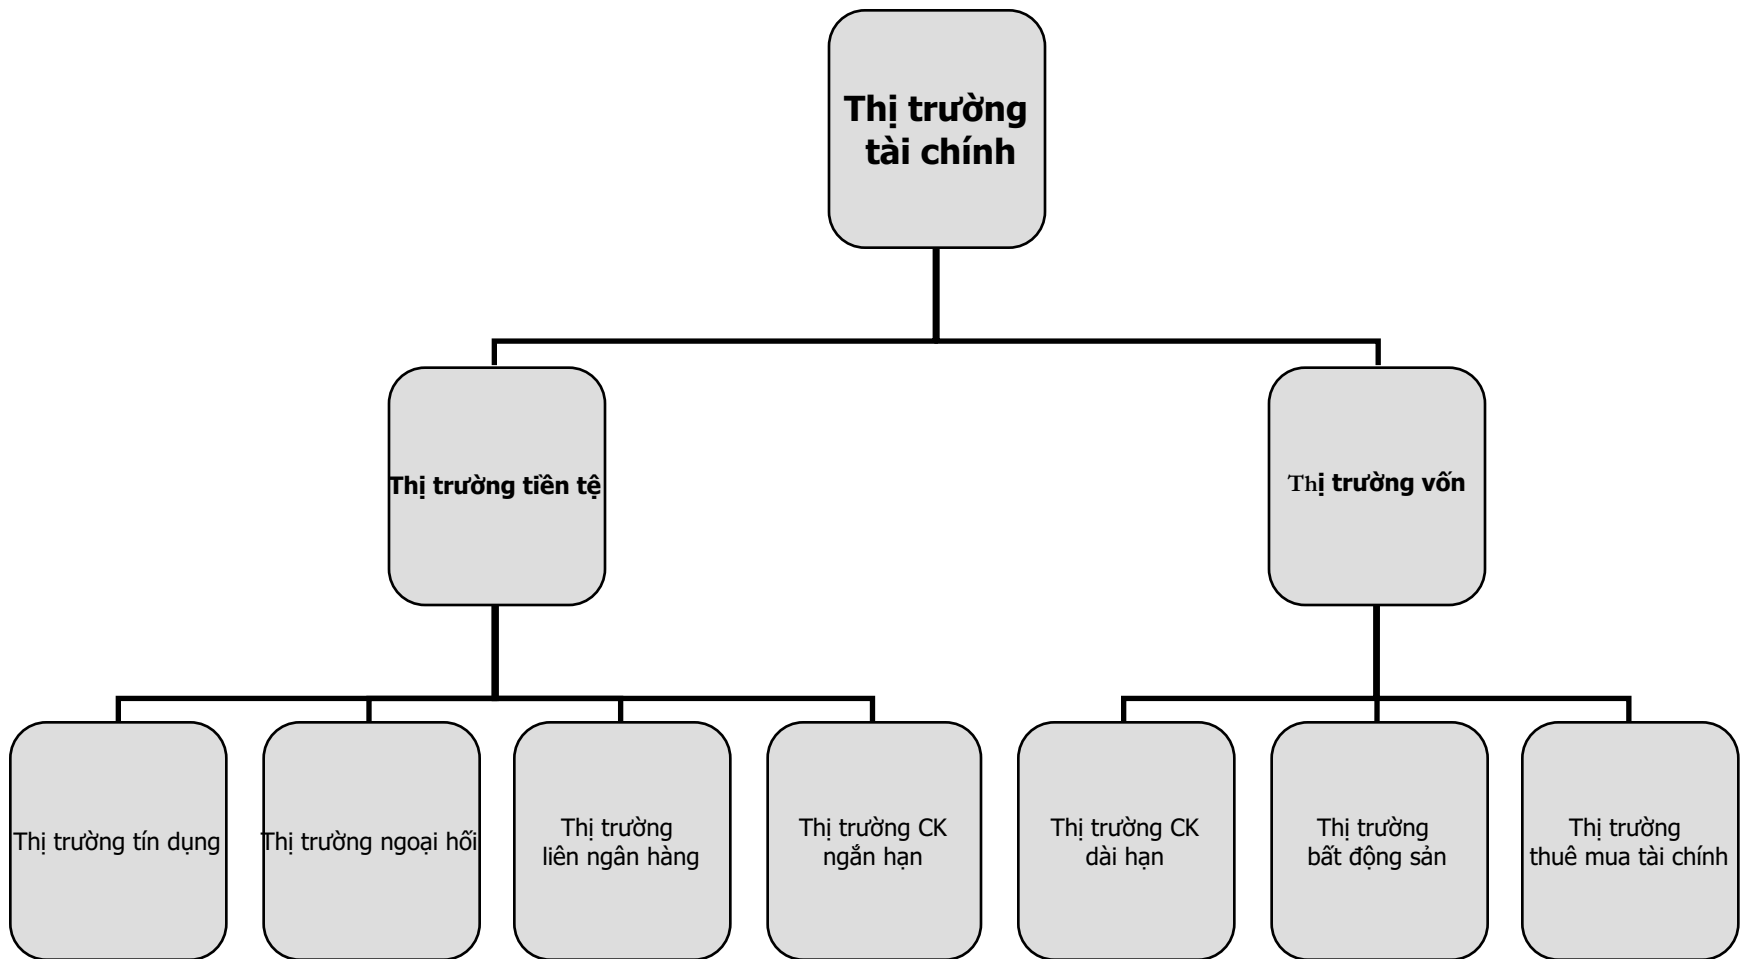 Thị trường
tài chính
Thị trường tiền tệ
Thị trường vốn
Thị trường tín dụng
Thị trường ngoại hối
Thị trường
liên ngân hàng
Thị trường CK
ngắn hạn
Thị trường CK
dài hạn
Thị trường
bất động sản
Thị trường
thuê mua tài chính